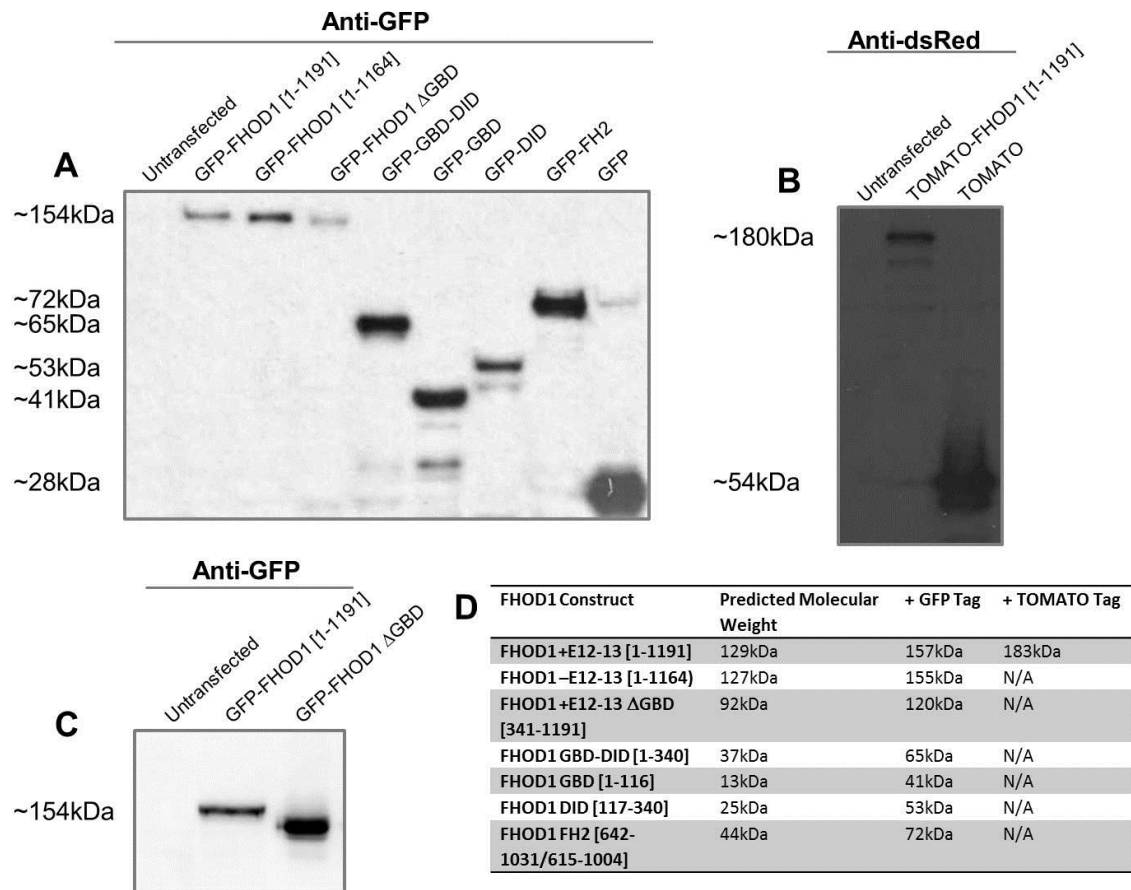 Anti-GFP
Untransfected
GFP-FHOD1 [1-1191]
GFP-FHOD1 [1-1164]
GFP-FHOD1 ΔGBD
GFP-GBD-DID
GFP-GBD
GFP-DID
GFP-FH2
GFP
A
~154kDa
~72kDa
~65kDa
~53kDa
~41kDa
~28kDa
Anti-dsRed
Untransfected
TOMATO-FHOD1 [1-1191]
TOMATO
B
~180kDa
~54kDa
Anti-GFP
Untransfected
GFP-FHOD1 [1-1191]
GFP-FHOD1 ΔGBD
C
~154kDa
D
FHOD1 Construct Predicted Molecular + GFP Tag + TOMATO Tag
Weight
FHOD1 +E12-13 [1-1191] 129kDa 157kDa 183kDa
FHOD1 –E12-13 [1-1164) 127kDa 155kDa N/A
FHOD1 +E12-13 ΔGBD 92kDa 120kDa N/A
[341-1191]
FHOD1 GBD-DID [1-340] 37kDa 65kDa N/A
FHOD1 GBD [1-116] 13kDa 41kDa N/A
FHOD1 DID [117-340] 25kDa 53kDa N/A
FHOD1 FH2 [642- 44kDa 72kDa N/A
1031/615-1004]